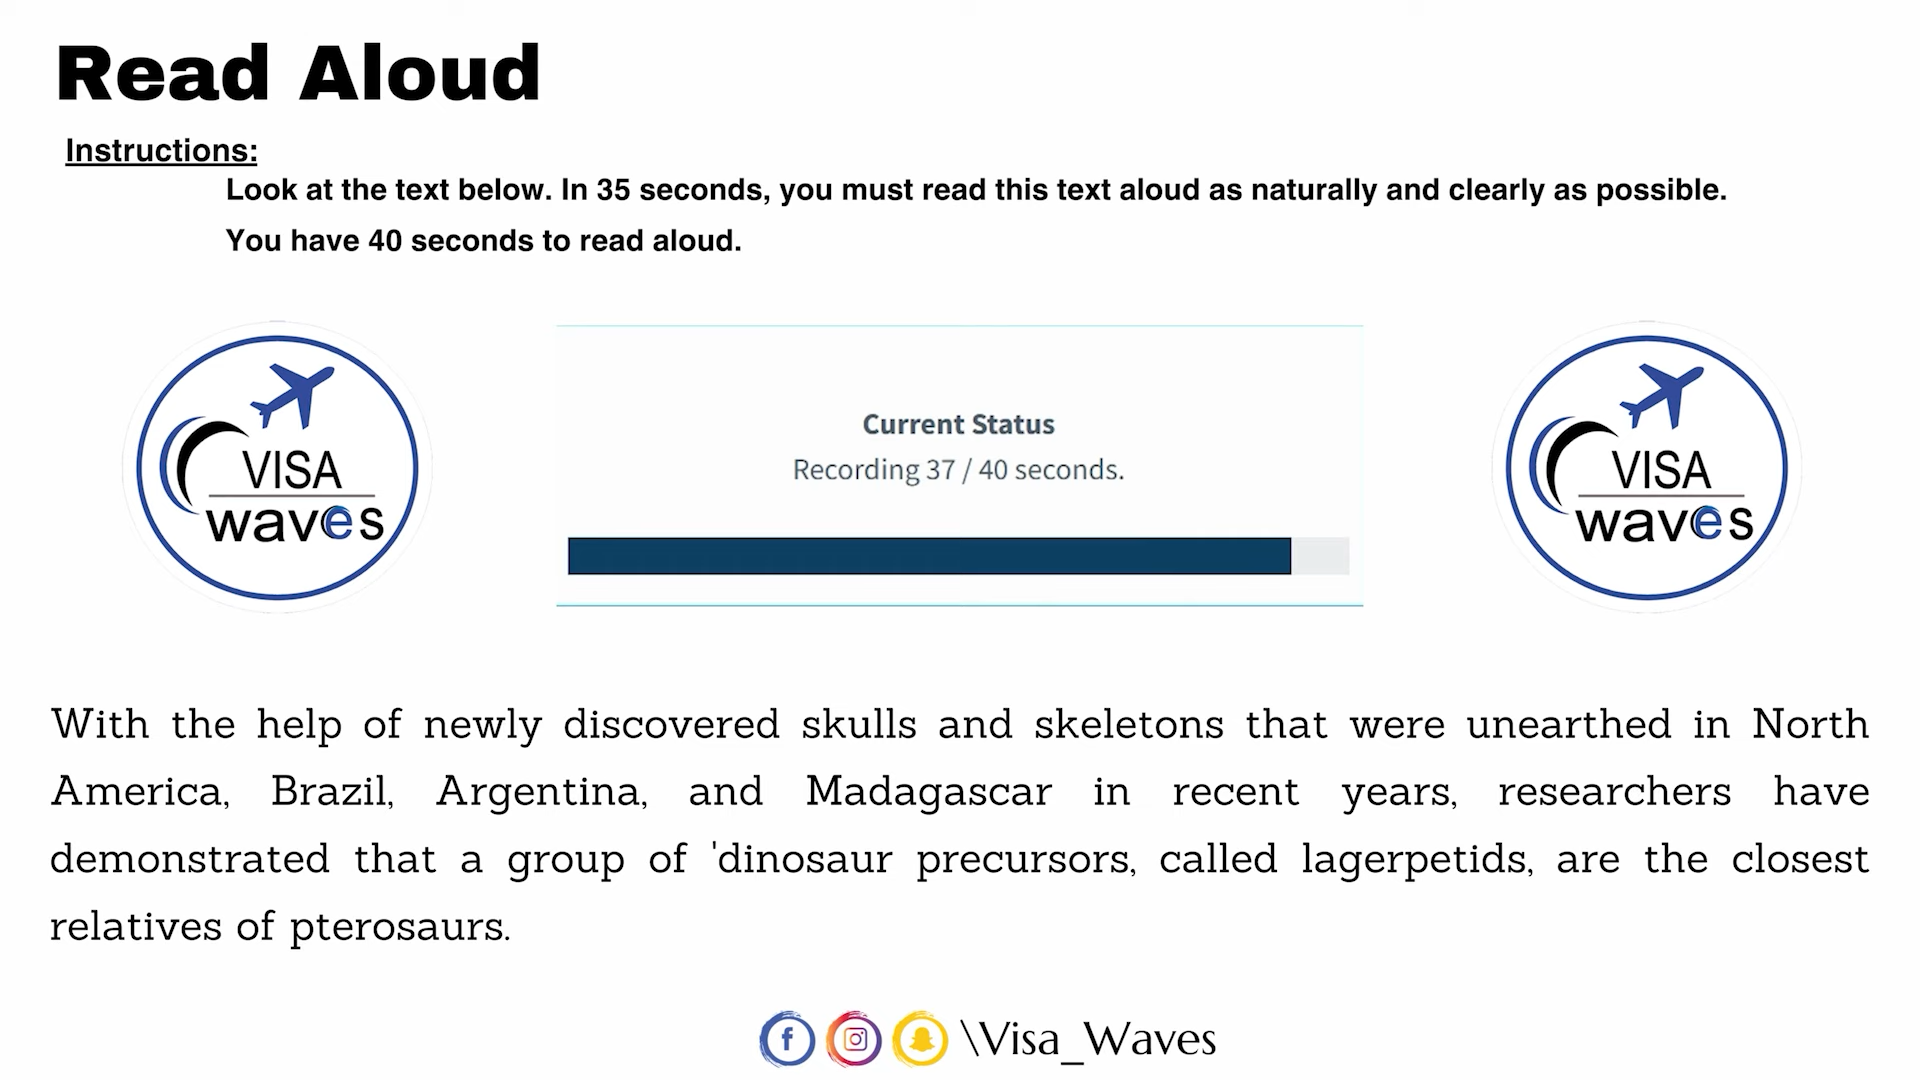 Read Aloud
Instructions:
Look at the text below. In 35 seconds, you must read this text aloud as naturally and clearly as possible.
You have 40 seconds to read aloud.
VISA
waves
Current Status
Recording 37 / 40 seconds.
VISA
waves
With the help of newly discovered skulls and skeletons that were unearthed in North
America, Brazil, Argentina, and Madagascar in recent years, researchers have
demonstrated that a group of 'dinosaur precursors, called lagerpetids, are the closest
relatives of pterosaurs.
\Visa_Waves